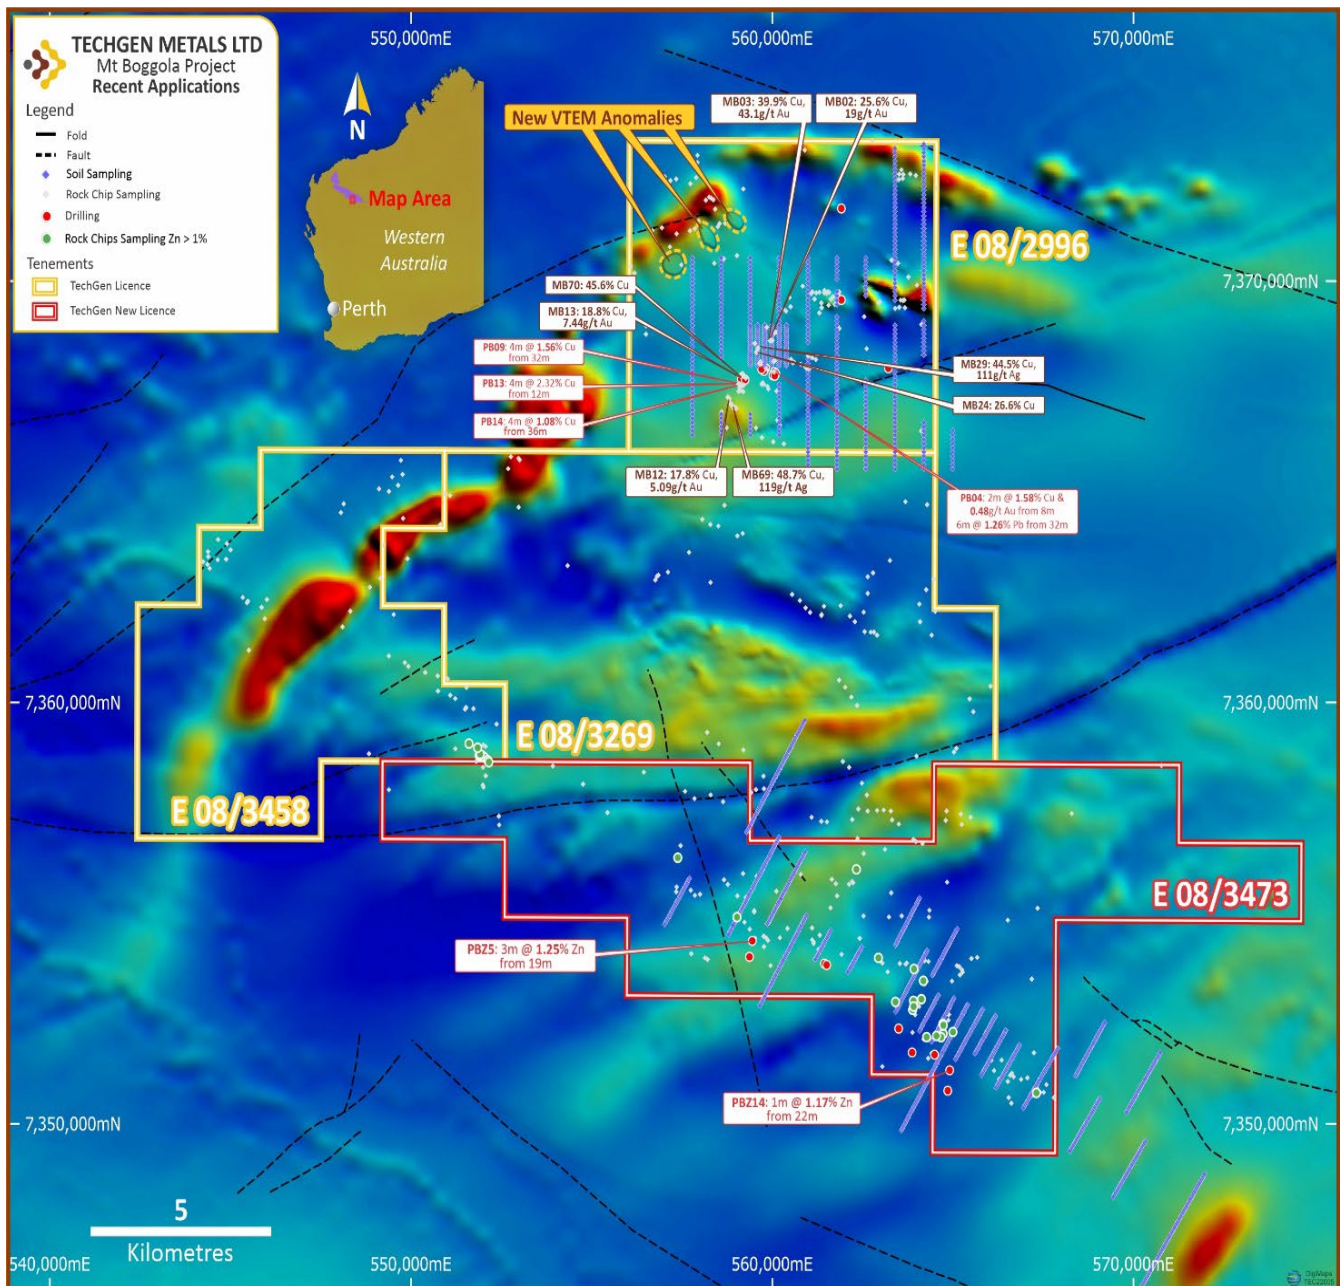 TECHGEN METALS LTD
Mt Boggola Project
Recent Applications
Legend
Fold
Fault
Soil Sampling
Rock Chip Sampling
Drilling
Rock Chips Sampling Zn > 1%
Tenements
TechGen Licence
TechGen New Licence
N
Map Area
Western
Australia
Perth
550,000mE
560,000mE
570,000mE
New VTEM Anomalies
MB03: 39.9% Cu,
43.1g/t Au
MB02: 25.6% Cu,
19g/t Au
E 08/2996
7,370,000mN
MB70: 45.6% Cu
MB13: 18.8% Cu,
7.44g/t Au
PB09: 4m @ 1.56% Cu
from 32m
PB13: 4m @ 2.32% Cu
from 12m
PB14: 4m @ 1.08% Cu
from 36m
MB29: 44.5% Cu,
111g/t Ag
MB24: 26.6% Cu
MB12: 17.8% Cu,
5.09g/t Au
MB69: 48.7% Cu,
119g/t Ag
PB04: 2m @ 1.58% Cu &
0.48g/t Au from 8m
6m @ 1.26% Pb from 32m
7,360,000mN
7,360,000mN
E 08/3269
E 08/3458
E 08/3473
PBZ5: 3m @ 1.25% Zn
from 19m
PBZ14: 1m @ 1.17% Zn
from 22m
7,350,000mN
7,350,000mN
5
Kilometres
540,000mE
550,000mE
560,000mE
570,000mE
DigMaps